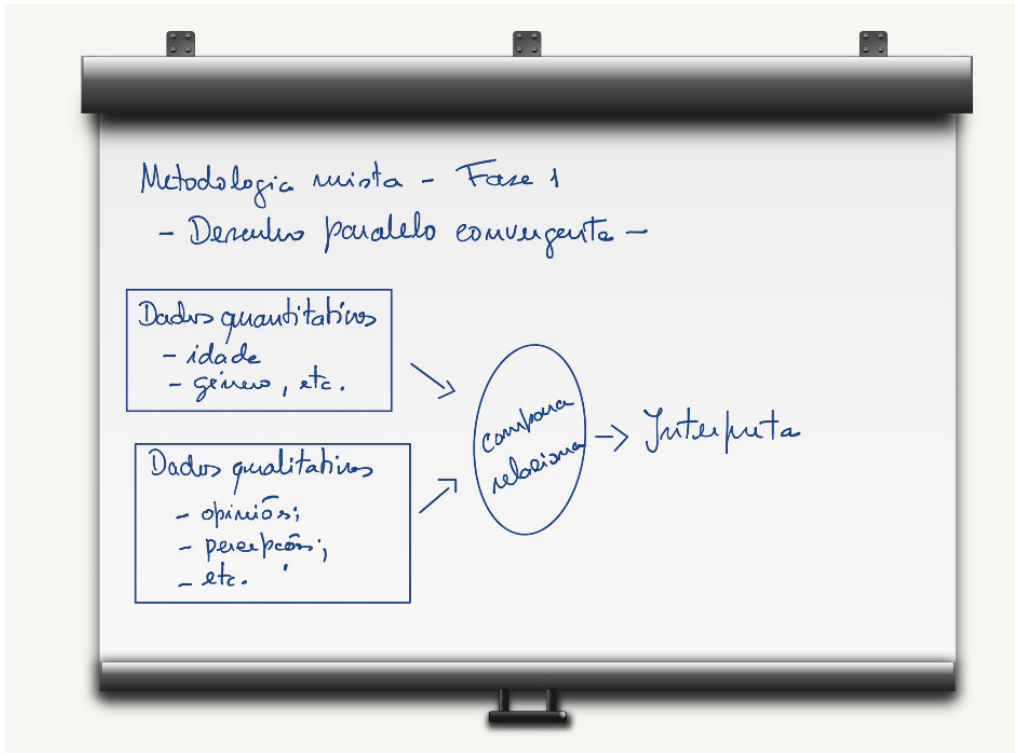 Metodologia mista - Fase 1
- Desenho paralelo convergente -
Dados quantitativos
- idade
- género, etc.
Dados qualitativos
- opiniões;
- percepções;
- etc.
compara
relaciona
-> Interpreta